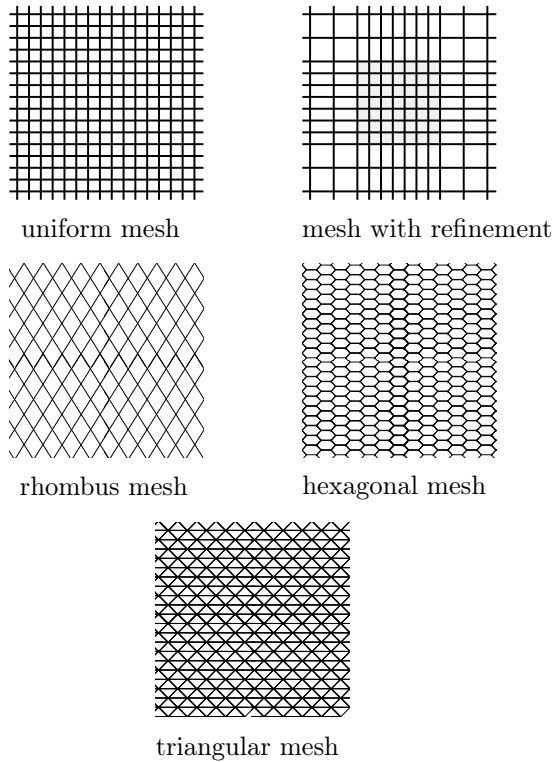 uniform mesh
mesh with refinement
rhombus mesh
hexagonal mesh
triangular mesh